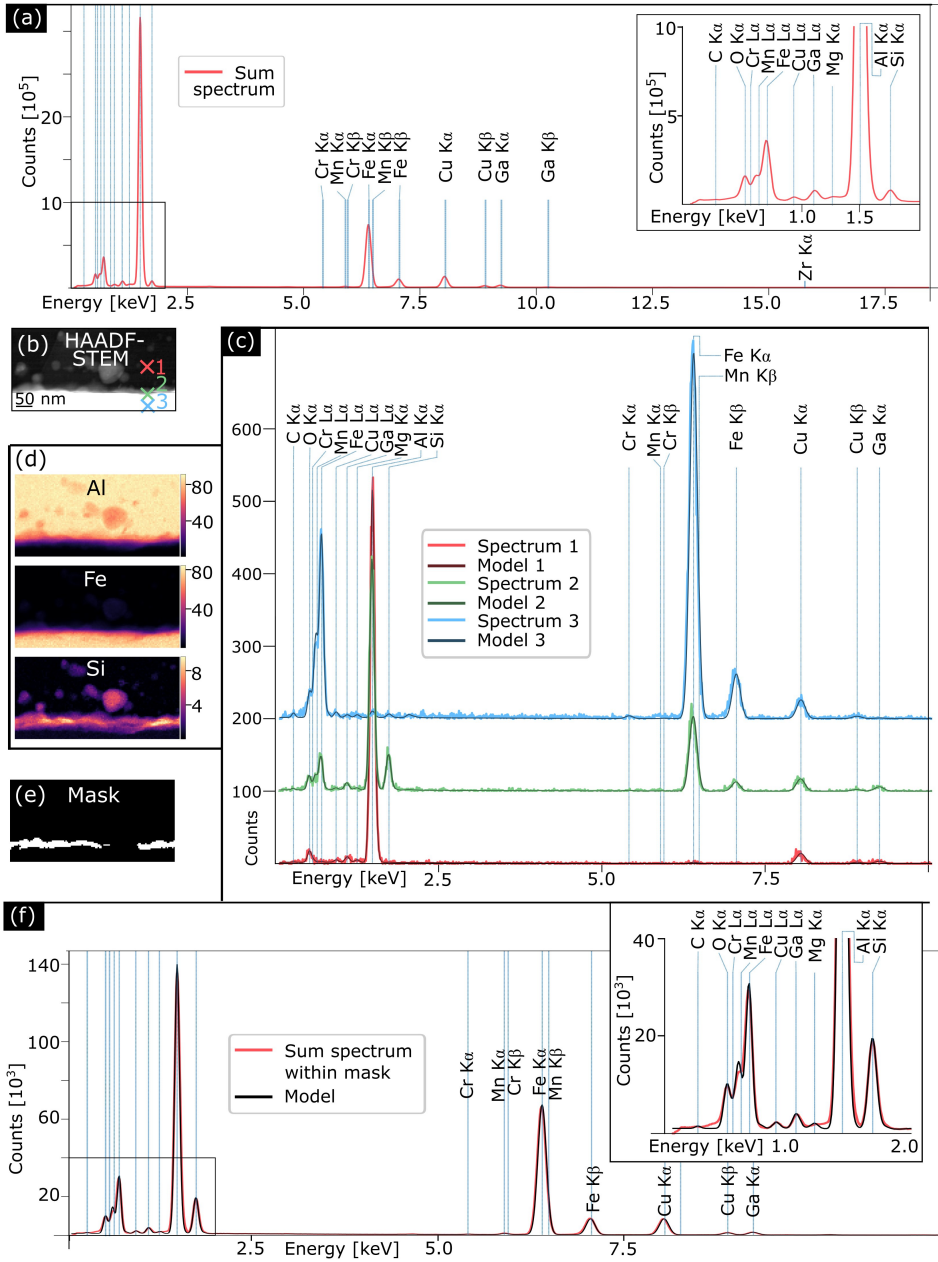 (a)
Counts [10⁵]
20
10
Sum
spectrum
Cr Kα
Mn Kα
Cr Kβ
Fe Kα
Mn Kβ
Fe Kβ
Cu Kα
Cu Kβ
Ga Kα
Ga Kβ
Zr Kα
Energy [keV]
2.5
5.0
7.5
10.0
12.5
15.0
17.5
Counts [10⁵]
10
5
C Kα
O Kα
Cr Lα
Mn Lα
Fe Lα
Cu Lα
Ga Lα
Mg Kα
Al Kα
Si Kα
Energy [keV]
1.0
1.5
(b)
HAADF-
STEM
1
2
3
50 nm
(c)
Fe Kα
Mn Kβ
C Kα
O Kα
Cr Lα
Mn Lα
Fe Lα
Cu Lα
Ga Lα
Mg Kα
Al Kα
Si Kα
Cr Kα
Mn Kα
Cr Kβ
Fe Kβ
Cu Kα
Cu Kβ
Ga Kα
600
500
400
300
200
100
Counts
Spectrum 1
Model 1
Spectrum 2
Model 2
Spectrum 3
Model 3
Energy [keV]
2.5
5.0
7.5
(d)
Al
80
40
Fe
80
40
Si
8
4
(e)
Mask
(f)
Counts [10³]
140
100
60
20
Sum spectrum
within mask
Model
Cr Kα
Mn Kα
Cr Kβ
Fe Kα
Mn Kβ
Fe Kβ
Cu Kα
Cu Kβ
Ga Kα
2.5
Energy [keV]
5.0
7.5
Counts [10³]
40
20
C Kα
O Kα
Cr Lα
Mn Lα
Fe Lα
Cu Lα
Ga Lα
Mg Kα
Al Kα
Si Kα
Energy [keV]
1.0
2.0